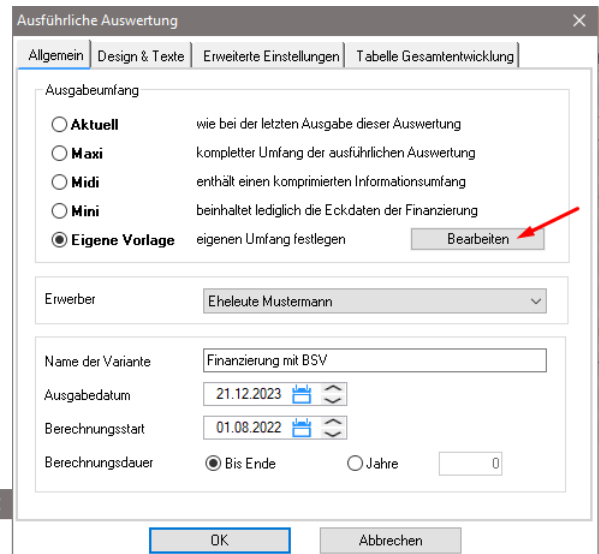 Ausführliche Auswertung
Allgemein Design & Texte Erweiterte Einstellungen Tabelle Gesamtentwicklung
Ausgabeumfang
Aktuell wie bei der letzten Ausgabe dieser Auswertung
Maxi kompletter Umfang der ausführlichen Auswertung
Midi enthält einen komprimierten Informationsumfang
Mini beinhaltet lediglich die Eckdaten der Finanzierung
Eigene Vorlage eigenen Umfang festlegen Bearbeiten
Erwerber Eheleute Mustermann
Name der Variante Finanzierung mit BSV
Ausgabedatum 21.12.2023
Berechnungsstart 01.08.2022
Berechnungsdauer Bis Ende Jahre 0
OK Abbrechen